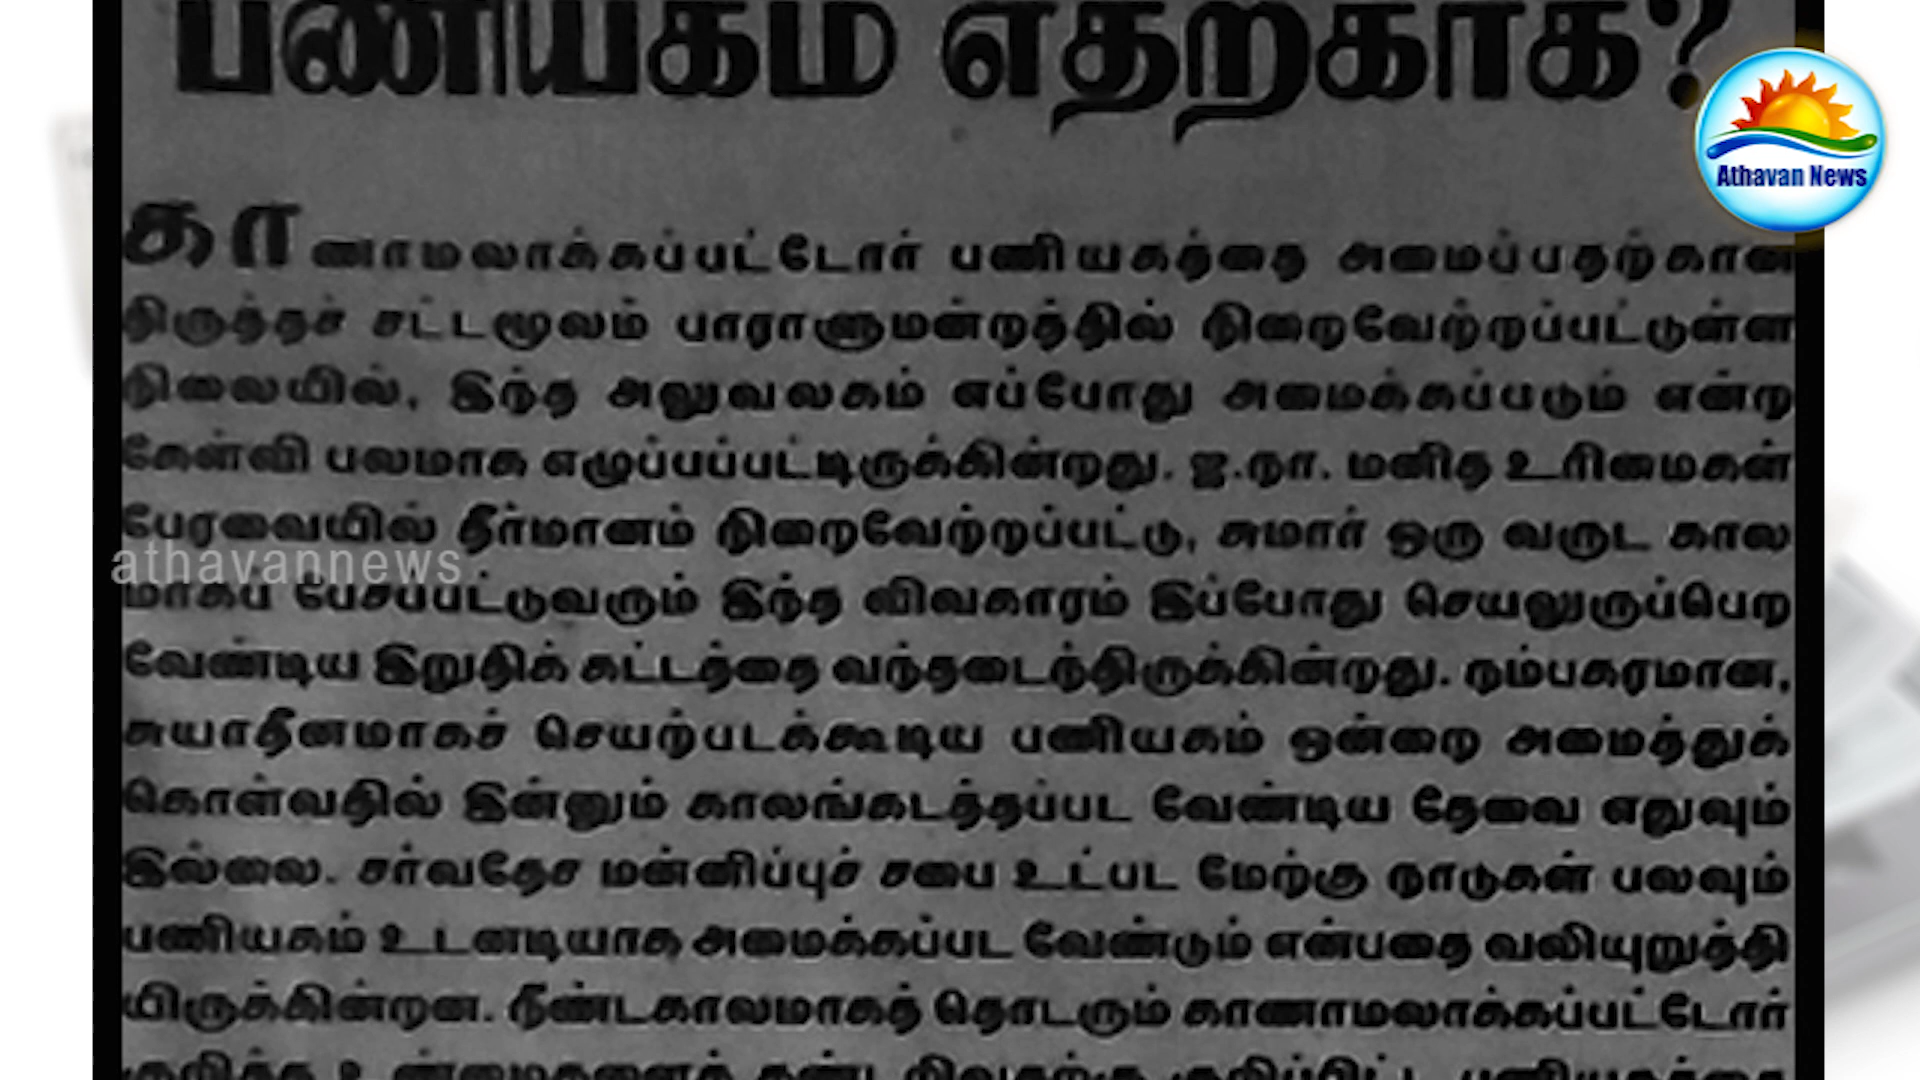 பணியகம் எதற்காக?
Athavan News
காணாமலாக்கப்பட்டோர் பணியகத்தை அமைப்பதற்கான
திருத்தச் சட்டமூலம் பாராளுமன்றத்தில் நிறைவேற்றப்பட்டுள்ள
நிலையில், இந்த அலுவலகம் எப்போது அமைக்கப்படும் என்ற
கேள்வி பலமாக எழுப்பப்பட்டிருக்கின்றது. ஐ.நா. மனித உரிமைகள்
பேரவையில் தீர்மானம் நிறைவேற்றப்பட்டு, சுமார் ஒரு வருட கால
athavannews
மாகப் பேசப்பட்டுவரும் இந்த விவகாரம் இப்போது செயலுருப்பெற
வேண்டிய இறுதிக் கட்டத்தை வந்தடைந்திருக்கின்றது. நம்பகரமான,
சுயாதீனமாகச் செயற்படக்கூடிய பணியகம் ஒன்றை அமைத்துக்
கொள்வதில் இன்னும் காலங்கடத்தப்பட வேண்டிய தேவை எதுவும்
இல்லை. சர்வதேச மன்னிப்புச் சபை உட்பட மேற்கு நாடுகள் பலவும்
பணியகம் உடனடியாக அமைக்கப்பட வேண்டும் என்பதை வலியுறுத்தி
யிருக்கின்றன. நீண்டகாலமாகத் தொடரும் காணாமலாக்கப்பட்டோர்